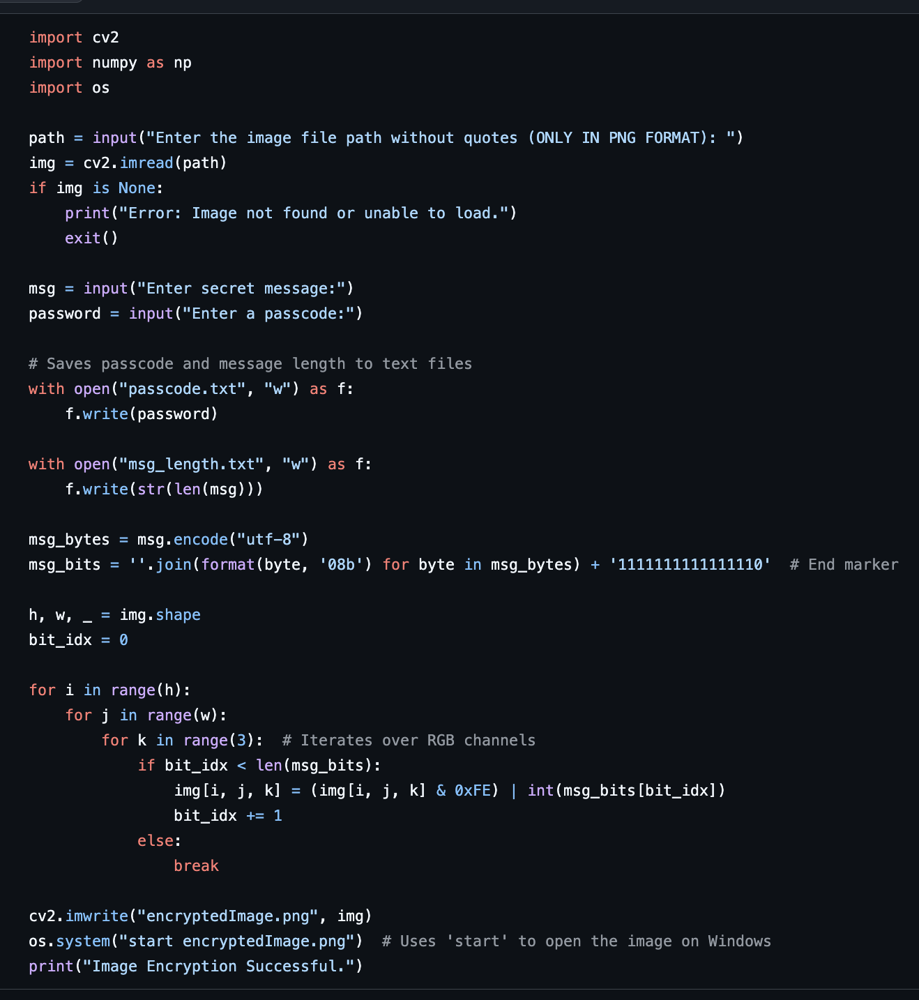 import cv2
import numpy as np
import os
path = input("Enter the image file path without quotes (ONLY IN PNG FORMAT): ")
img = cv2.imread(path)
if img is None:
    print("Error: Image not found or unable to load.")
    exit()
msg = input("Enter secret message:")
password = input("Enter a passcode:")
# Saves passcode and message length to text files
with open("passcode.txt", "w") as f:
    f.write(password)
with open("msg_length.txt", "w") as f:
    f.write(str(len(msg)))
msg_bytes = msg.encode("utf-8")
msg_bits = ''.join(format(byte, '08b') for byte in msg_bytes) + '1111111111111110'  # End marker
h, w, _ = img.shape
bit_idx = 0
for i in range(h):
    for j in range(w):
        for k in range(3):  # Iterates over RGB channels
            if bit_idx < len(msg_bits):
                img[i, j, k] = (img[i, j, k] & 0xFE) | int(msg_bits[bit_idx])
                bit_idx += 1
            else:
                break
cv2.imwrite("encryptedImage.png", img)
os.system("start encryptedImage.png")  # Uses 'start' to open the image on Windows
print("Image Encryption Successful.")